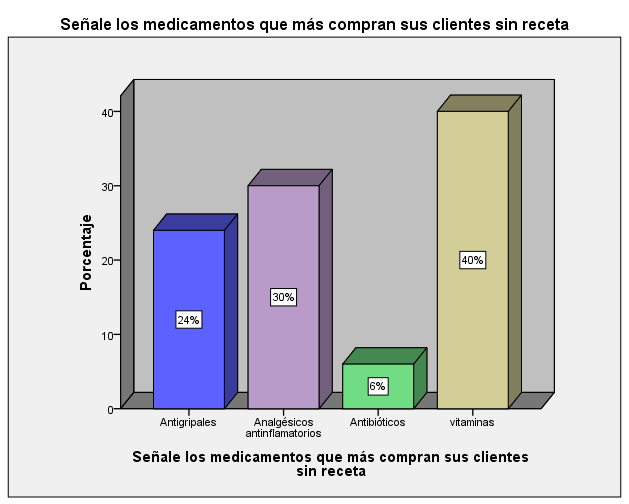 Señale los medicamentos que más compran sus clientes sin receta
40
30
20
10
0
Porcentaje
24%
30%
6%
40%
Antigripales
Analgésicos
antinflamatorios
Antibióticos
vitaminas
Señale los medicamentos que más compran sus clientes
sin receta